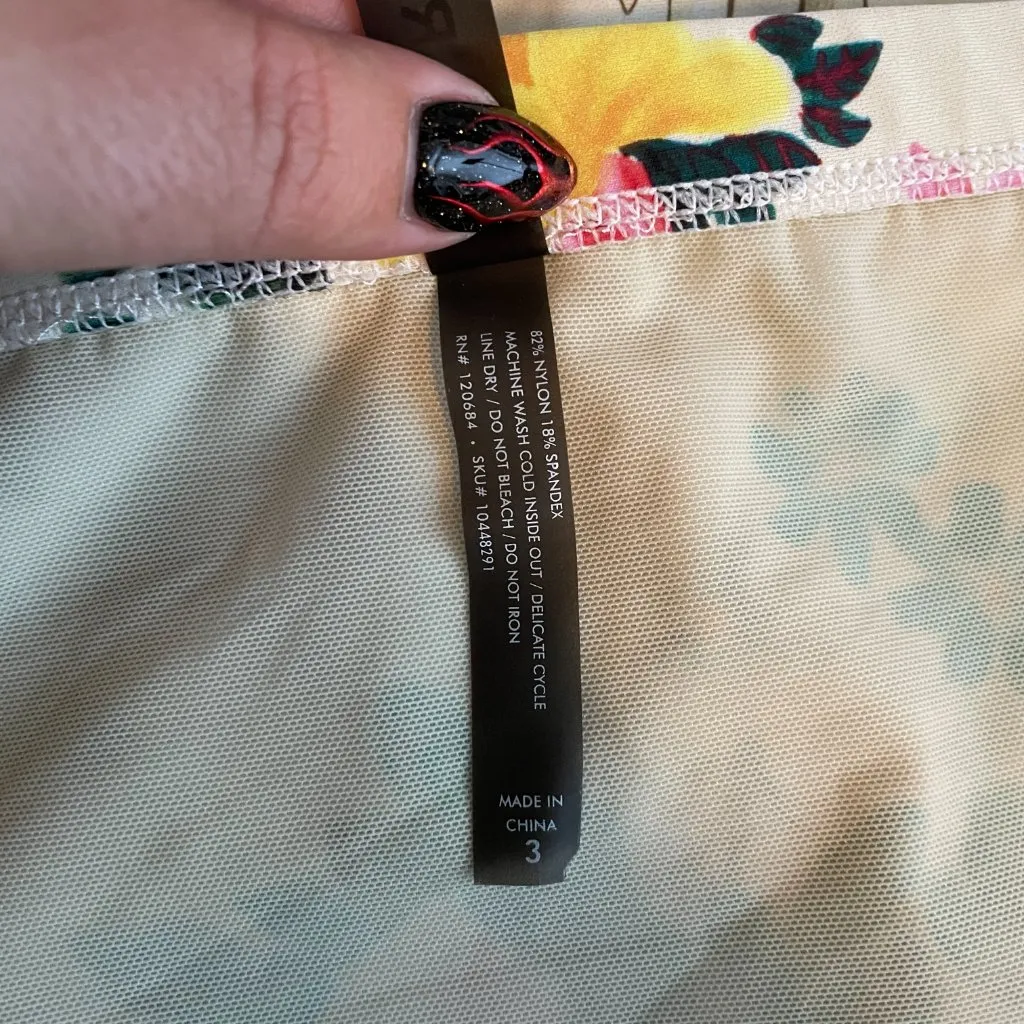 82% NYLON 18% SPANDEX
MACHINE WASH COLD INSIDE OUT / DELICATE CYCLE
LINE DRY / DO NOT BLEACH / DO NOT IRON
RN# 120684 • SKU# 10448291
MADE IN
CHINA
3